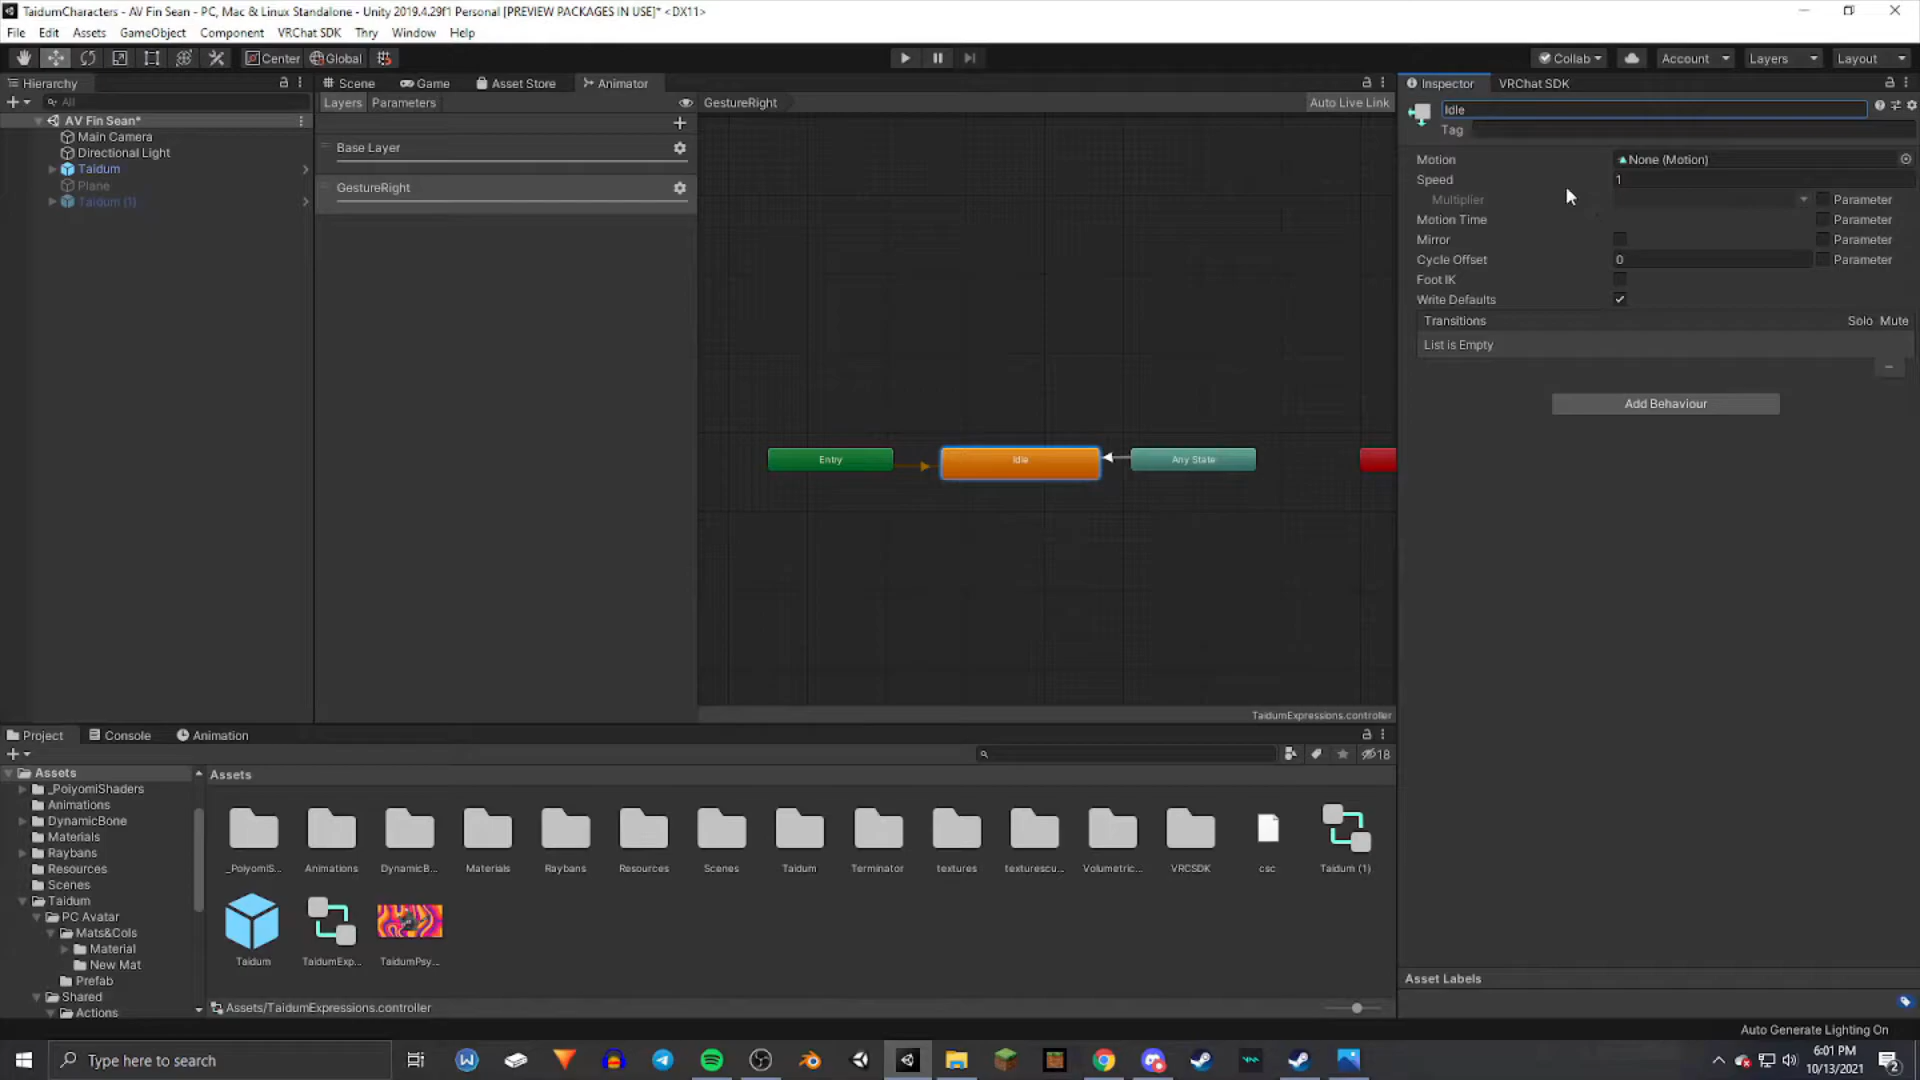 TaidumCharacters - AV Fin Sean - PC, Mac & Linux Standalone - Unity 2019.4.29f1 Personal [PREVIEW PACKAGES IN USE]* <DX11>
File Edit Assets GameObject Component VRChat SDK Thry Window Help
Center Global Collab Account Layers Layout
Hierarchy Scene Game Asset Store Animator Inspector VRChat SDK
All Layers Parameters GestureRight Auto Live Link Idle
AV Fin Sean* Tag
Main Camera
Directional Light
Taidum
Plane
Taidum (1)
Base Layer
GestureRight
Entry
Idle
Any State
TaidumExpressions.controller
Motion None (Motion)
Speed 1
Multiplier Parameter
Motion Time Parameter
Mirror Parameter
Cycle Offset 0 Parameter
Foot IK
Write Defaults
Transitions Solo Mute
List is Empty
Add Behaviour
Asset Labels
Project Console Animation
18
Assets
_PoiyomiShaders
Animations
DynamicBone
Materials
Raybans
Resources
Scenes
Taidum
PC Avatar
Mats&Cols
Material
New Mat
Prefab
Shared
Actions
Assets
_PoiyomiS... Animations DynamicB... Materials Raybans Resources Scenes Taidum Terminator textures texturescu... Volumetric... VRCSDK csc Taidum (1)
Taidum TaidumExp... TaidumPsy...
Assets/TaidumExpressions.controller
Auto Generate Lighting On
Type here to search
6:01 PM
10/13/2021
2